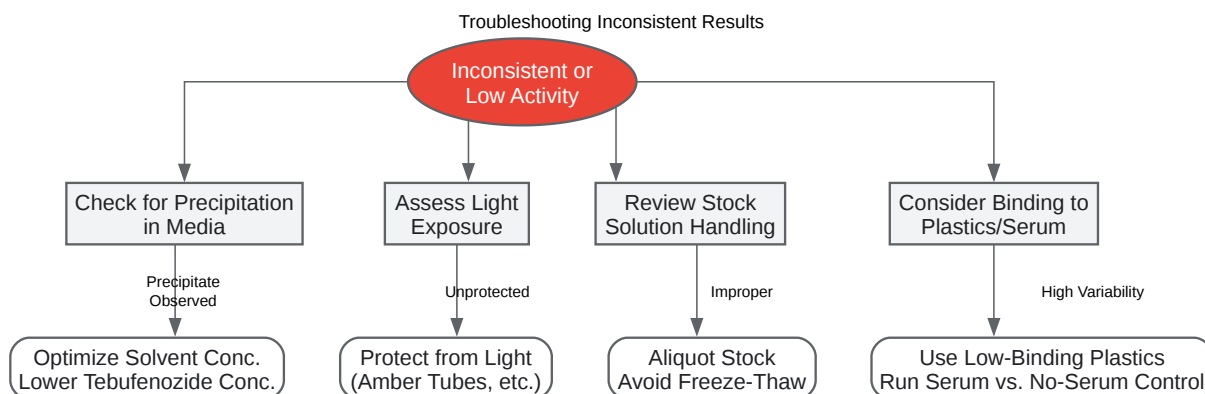 Troubleshooting Inconsistent Results
Inconsistent or
Low Activity
Check for Precipitation
in Media
Assess Light
Exposure
Review Stock
Solution Handling
Consider Binding to
Plastics/Serum
Precipitate
Observed
Unprotected
Improper
High Variability
Optimize Solvent Conc.
Lower Tebufenozide Conc.
Protect from Light
(Amber Tubes, etc.)
Aliquot Stock
Avoid Freeze-Thaw
Use Low-Binding Plastics
Run Serum vs. No-Serum Control